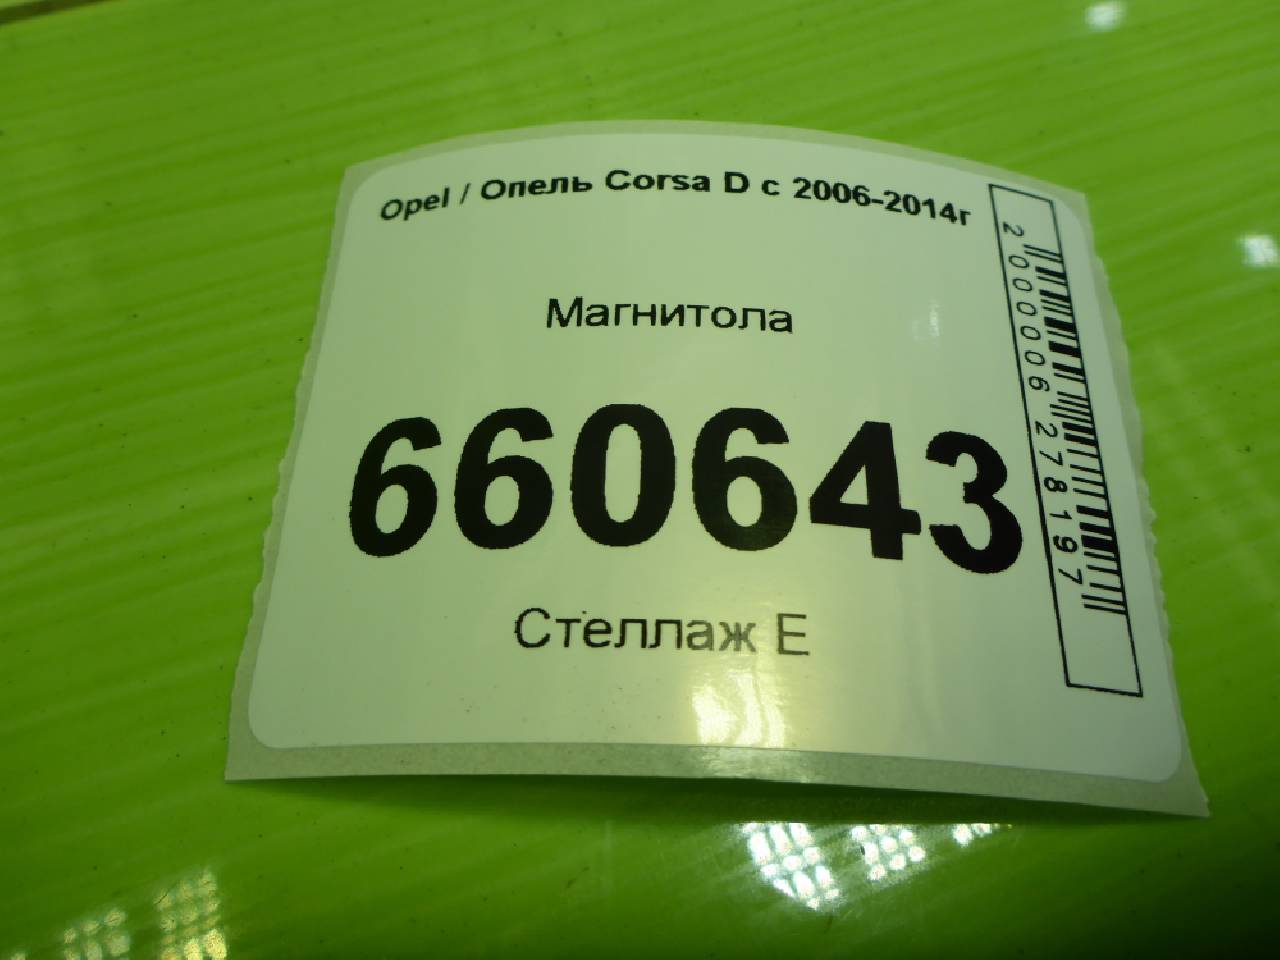 Opel / Опель Corsa D с 2006-2014г
Магнитола
660643
Стеллаж Е
2000006278197